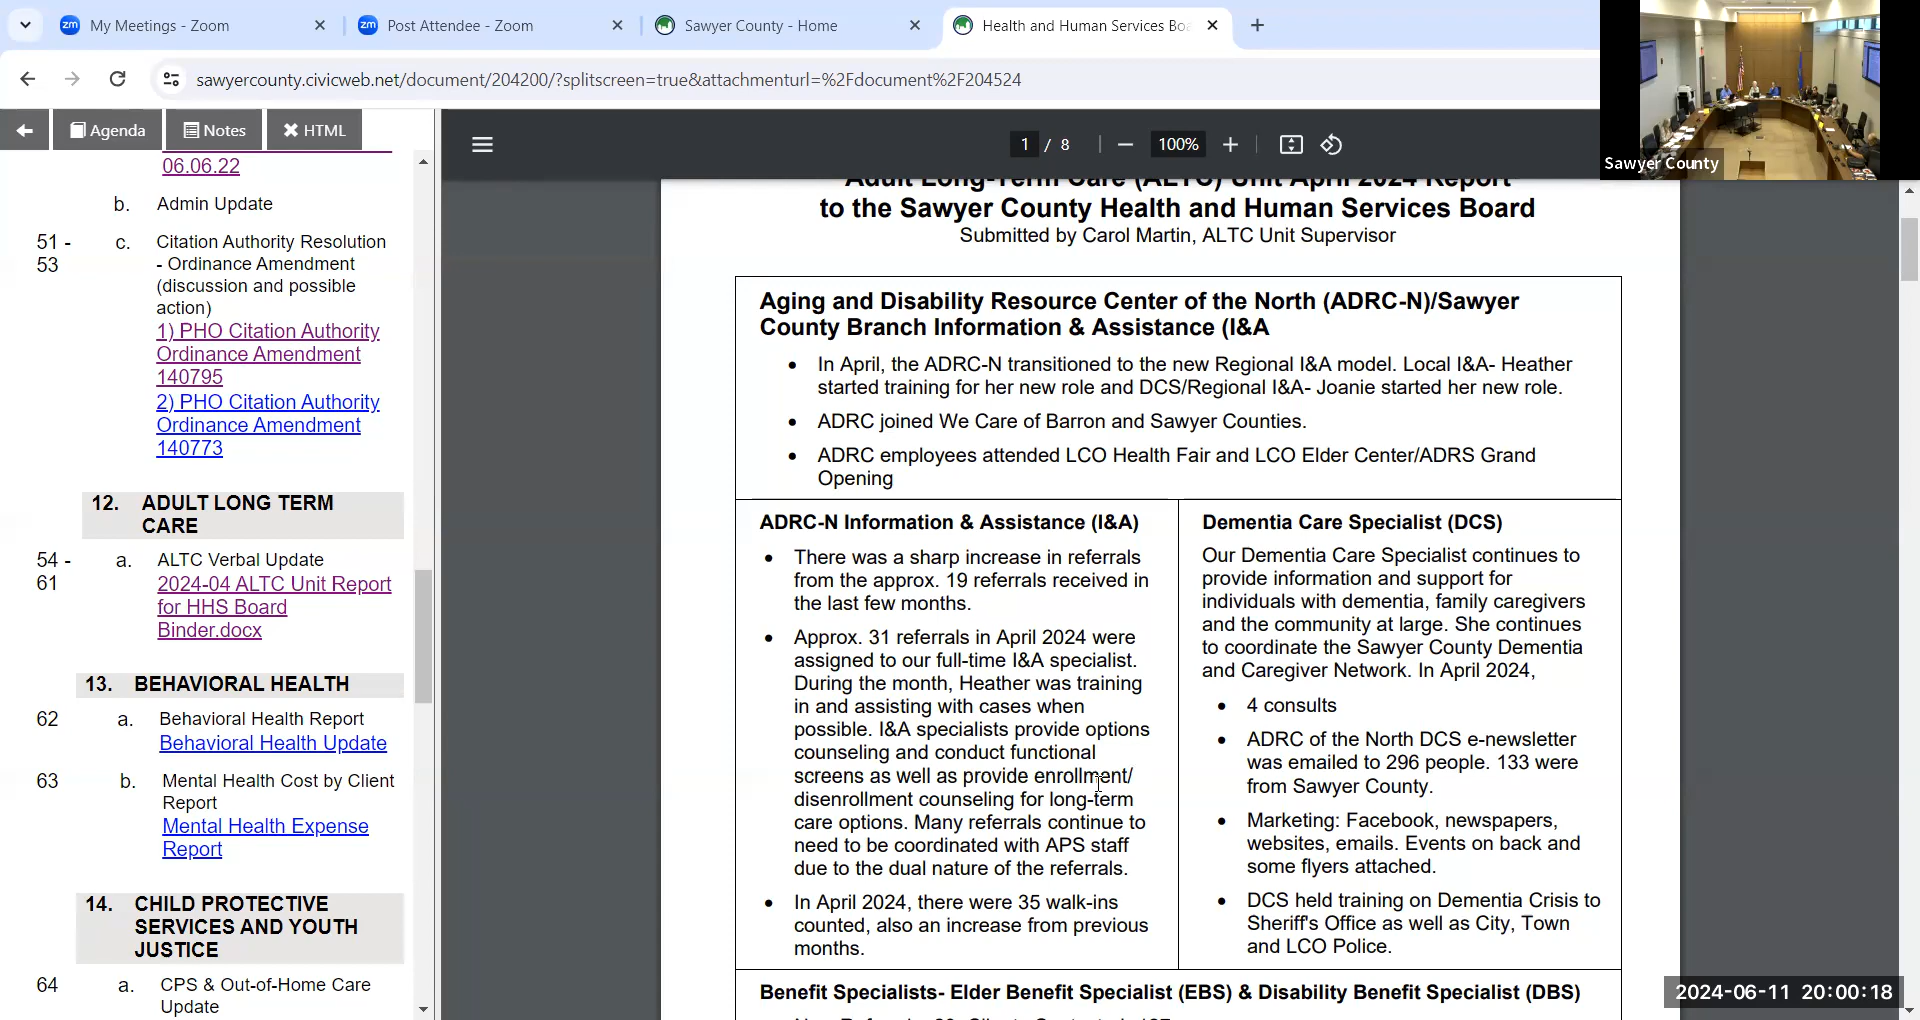 My Meetings - Zoom
Post Attendee - Zoom
Sawyer County - Home
Health and Human Services Boa
sawyercounty.civicweb.net/document/204200/?splitscreen=true&attachmenturl=%2Fdocument%2F204524
Agenda
Notes
HTML
1 / 8
100%
Sawyer County
06.06.22
b. Admin Update
51 - c. Citation Authority Resolution
53 - Ordinance Amendment
(discussion and possible
action)
1) PHO Citation Authority
Ordinance Amendment
140795
2) PHO Citation Authority
Ordinance Amendment
140773
12. ADULT LONG TERM
CARE
54 - a. ALTC Verbal Update
61 2024-04 ALTC Unit Report
for HHS Board
Binder.docx
13. BEHAVIORAL HEALTH
62 a. Behavioral Health Report
Behavioral Health Update
63 b. Mental Health Cost by Client
Report
Mental Health Expense
Report
14. CHILD PROTECTIVE
SERVICES AND YOUTH
JUSTICE
64 a. CPS & Out-of-Home Care
Update
Adult Long-Term Care (ALTC) Unit April 2024 Report
to the Sawyer County Health and Human Services Board
Submitted by Carol Martin, ALTC Unit Supervisor
Aging and Disability Resource Center of the North (ADRC-N)/Sawyer
County Branch Information & Assistance (I&A
• In April, the ADRC-N transitioned to the new Regional I&A model. Local I&A- Heather
started training for her new role and DCS/Regional I&A- Joanie started her new role.
• ADRC joined We Care of Barron and Sawyer Counties.
• ADRC employees attended LCO Health Fair and LCO Elder Center/ADRS Grand
Opening
ADRC-N Information & Assistance (I&A)
• There was a sharp increase in referrals
from the approx. 19 referrals received in
the last few months.
• Approx. 31 referrals in April 2024 were
assigned to our full-time I&A specialist.
During the month, Heather was training
in and assisting with cases when
possible. I&A specialists provide options
counseling and conduct functional
screens as well as provide enrollment/
disenrollment counseling for long-term
care options. Many referrals continue to
need to be coordinated with APS staff
due to the dual nature of the referrals.
• In April 2024, there were 35 walk-ins
counted, also an increase from previous
months.
Dementia Care Specialist (DCS)
Our Dementia Care Specialist continues to
provide information and support for
individuals with dementia, family caregivers
and the community at large. She continues
to coordinate the Sawyer County Dementia
and Caregiver Network. In April 2024,
• 4 consults
• ADRC of the North DCS e-newsletter
was emailed to 296 people. 133 were
from Sawyer County.
• Marketing: Facebook, newspapers,
websites, emails. Events on back and
some flyers attached.
• DCS held training on Dementia Crisis to
Sheriff's Office as well as City, Town
and LCO Police.
Benefit Specialists- Elder Benefit Specialist (EBS) & Disability Benefit Specialist (DBS)
2024-06-11 20:00:18